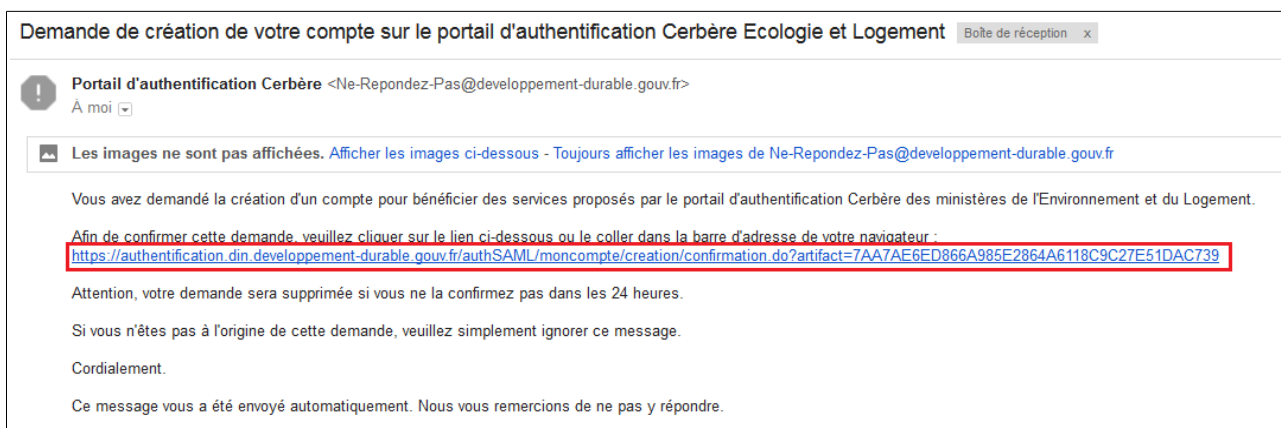 Demande de création de votre compte sur le portail d'authentification Cerbère Ecologie et Logement Boîte de réception x
Portail d'authentification Cerbère <Ne-Repondez-Pas@developpement-durable.gouv.fr>
À moi
Les images ne sont pas affichées. Afficher les images ci-dessous - Toujours afficher les images de Ne-Repondez-Pas@developpement-durable.gouv.fr
Vous avez demandé la création d'un compte pour bénéficier des services proposés par le portail d'authentification Cerbère des ministères de l'Environnement et du Logement.
Afin de confirmer cette demande, veuillez cliquer sur le lien ci-dessous ou le coller dans la barre d'adresse de votre navigateur :
https://authentification.din.developpement-durable.gouv.fr/authSAML/moncompte/creation/confirmation.do?artifact=7AA7AE6ED866A985E2864A6118C9C27E51DAC739
Attention, votre demande sera supprimée si vous ne la confirmez pas dans les 24 heures.
Si vous n'êtes pas à l'origine de cette demande, veuillez simplement ignorer ce message.
Cordialement.
Ce message vous a été envoyé automatiquement. Nous vous remercions de ne pas y répondre.